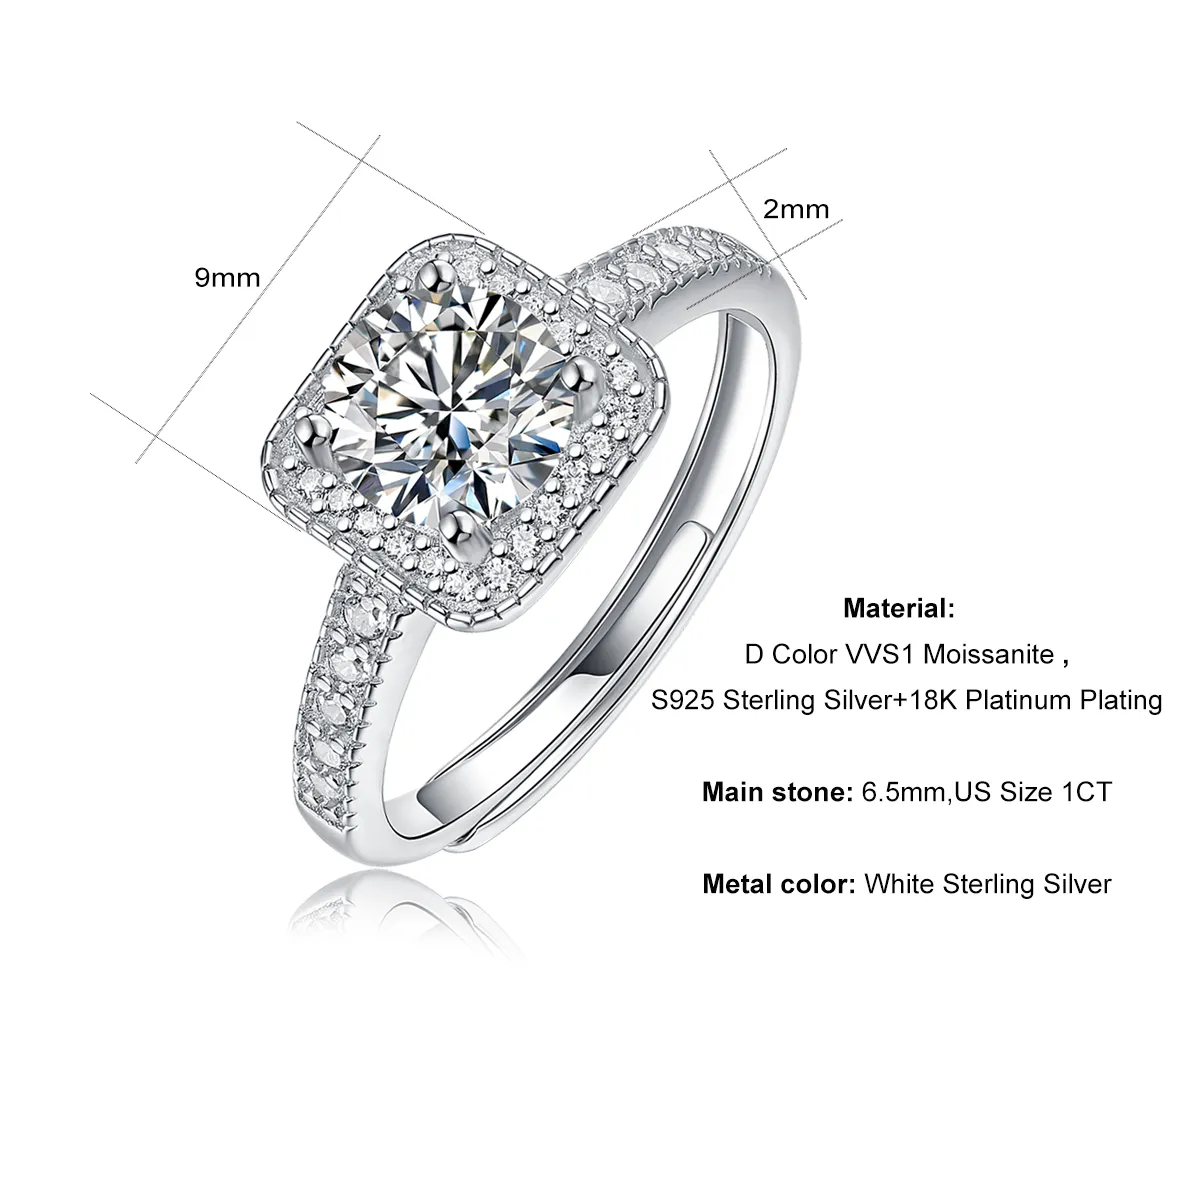 9mm
2mm
Material:
D Color VVS1 Moissanite ,
S925 Sterling Silver+18K Platinum Plating
Main stone: 6.5mm,US Size 1CT
Metal color: White Sterling Silver